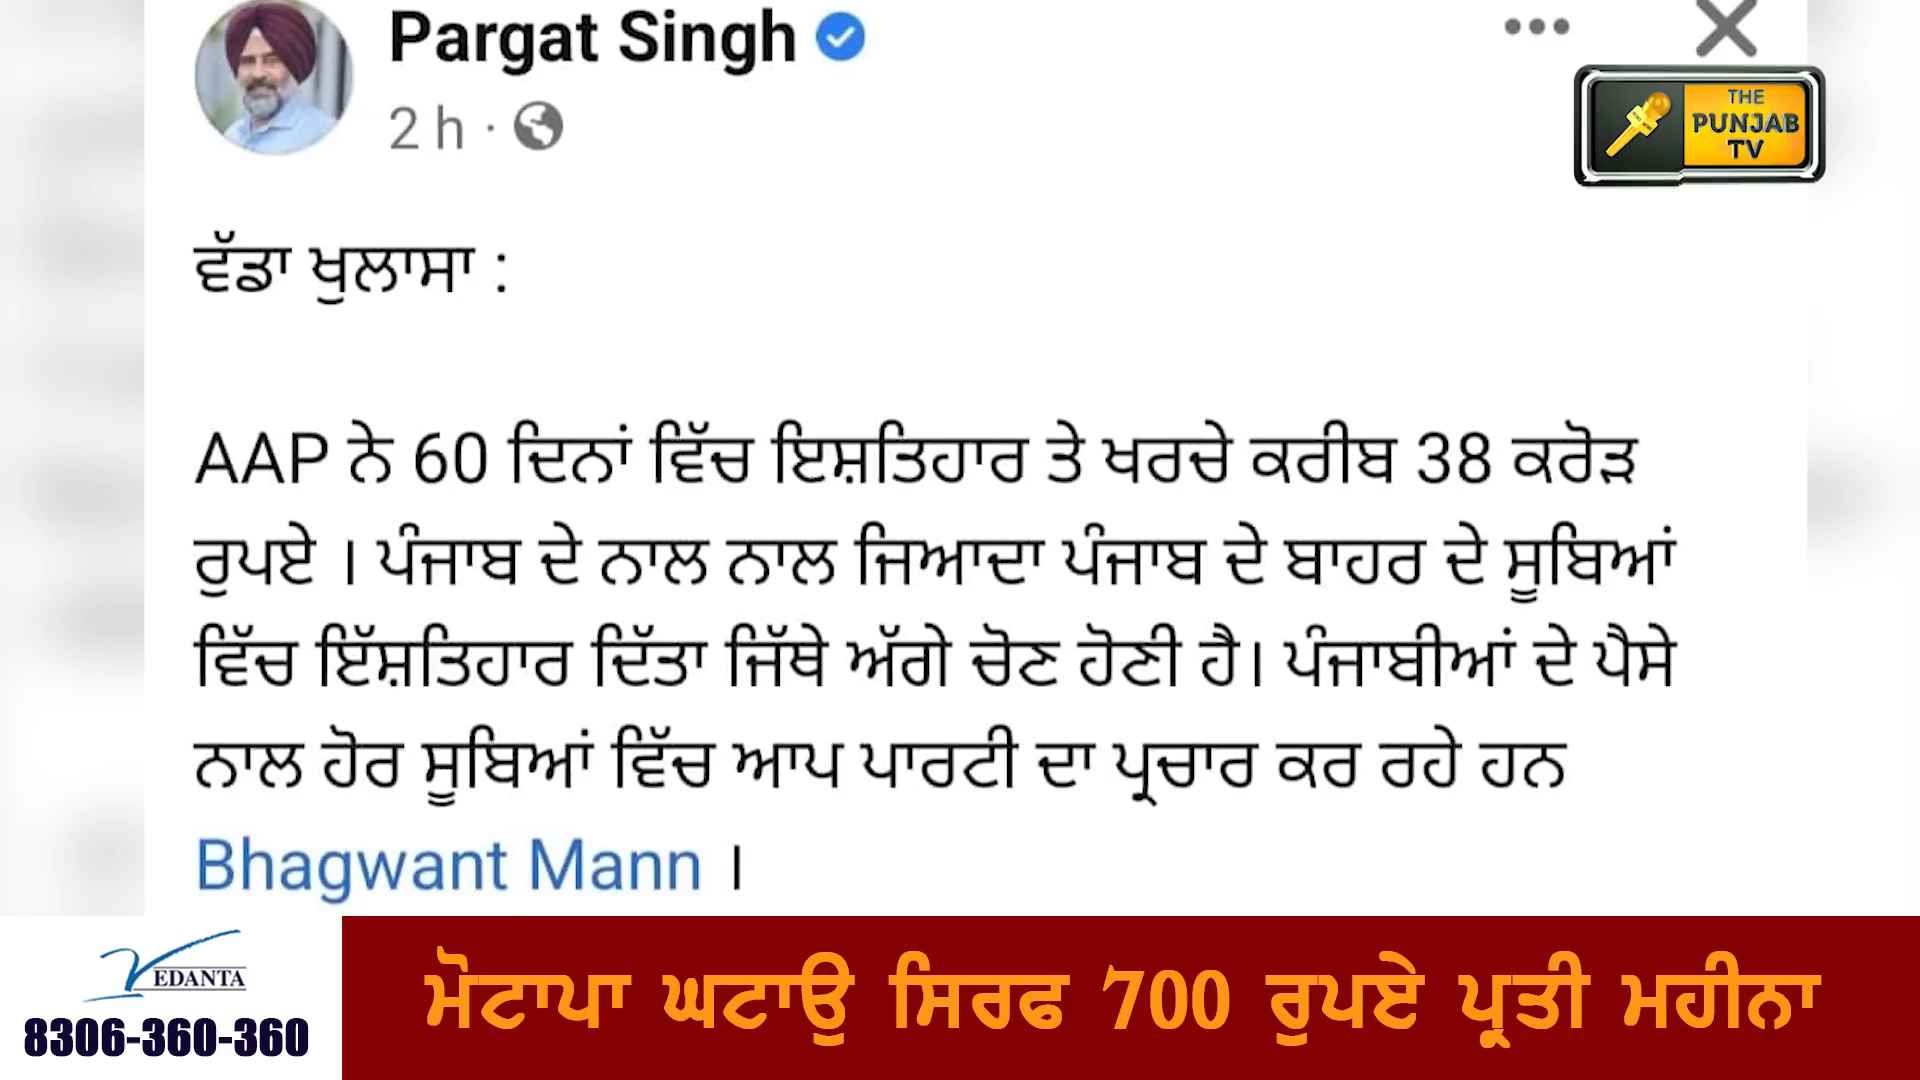 Pargat Singh
2 h ·
THE
PUNJAB
TV
ਵੱਡਾ ਖੁਲਾਸਾ :
AAP ਨੇ 60 ਦਿਨਾਂ ਵਿੱਚ ਇਸ਼ਤਿਹਾਰ ਤੇ ਖਰਚੇ ਕਰੀਬ 38 ਕਰੋੜ
ਰੁਪਏ । ਪੰਜਾਬ ਦੇ ਨਾਲ ਨਾਲ ਜਿਆਦਾ ਪੰਜਾਬ ਦੇ ਬਾਹਰ ਦੇ ਸੂਬਿਆਂ
ਵਿੱਚ ਇੱਸ਼ਤਿਹਾਰ ਦਿੱਤਾ ਜਿੱਥੇ ਅੱਗੇ ਚੋਣ ਹੋਣੀ ਹੈ। ਪੰਜਾਬੀਆਂ ਦੇ ਪੈਸੇ
ਨਾਲ ਹੋਰ ਸੂਬਿਆਂ ਵਿੱਚ ਆਪ ਪਾਰਟੀ ਦਾ ਪ੍ਰਚਾਰ ਕਰ ਰਹੇ ਹਨ
Bhagwant Mann ।
VEDANTA
8306-360-360
ਮੋਟਾਪਾ ਘਟਾਉ ਸਿਰਫ 700 ਰੁਪਏ ਪ੍ਰਤੀ ਮਹੀਨਾ